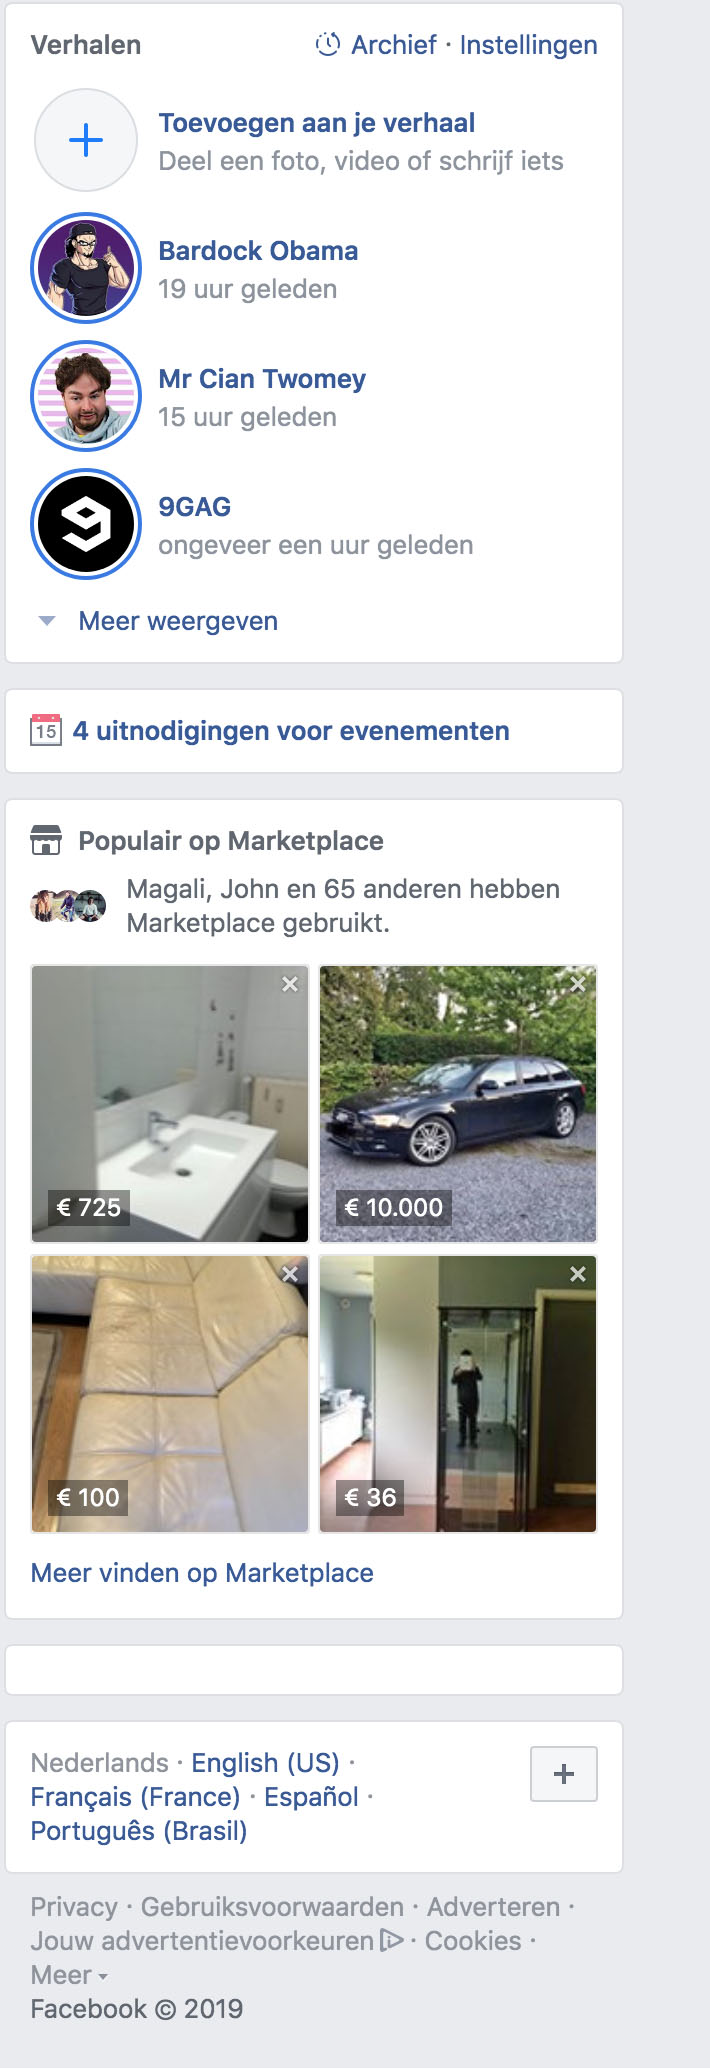 Verhalen
Archief · Instellingen
Toevoegen aan je verhaal
Deel een foto, video of schrijf iets
Bardock Obama
19 uur geleden
Mr Cian Twomey
15 uur geleden
9GAG
ongeveer een uur geleden
Meer weergeven
15
4 uitnodigingen voor evenementen
Populair op Marketplace
Magali, John en 65 anderen hebben
Marketplace gebruikt.
€ 725
€ 10.000
€ 100
€ 36
Meer vinden op Marketplace
Nederlands · English (US) ·
Français (France) · Español ·
Português (Brasil)
Privacy · Gebruiksvoorwaarden · Adverteren ·
Jouw advertentievoorkeuren · Cookies ·
Meer
Facebook © 2019